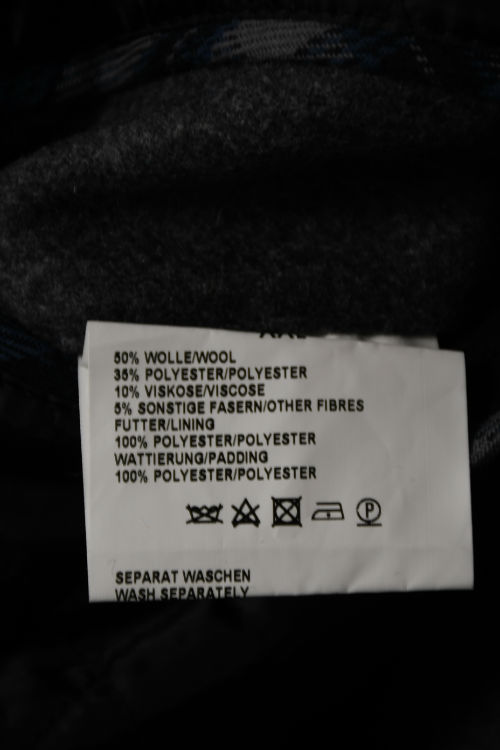 XXL
50% WOLLE/WOOL
35% POLYESTER/POLYESTER
10% VISKOSE/VISCOSE
5% SONSTIGE FASERN/OTHER FIBRES
FUTTER/LINING
100% POLYESTER/POLYESTER
WATTIERUNG/PADDING
100% POLYESTER/POLYESTER
P
SEPARAT WASCHEN
WASH SEPARATELY